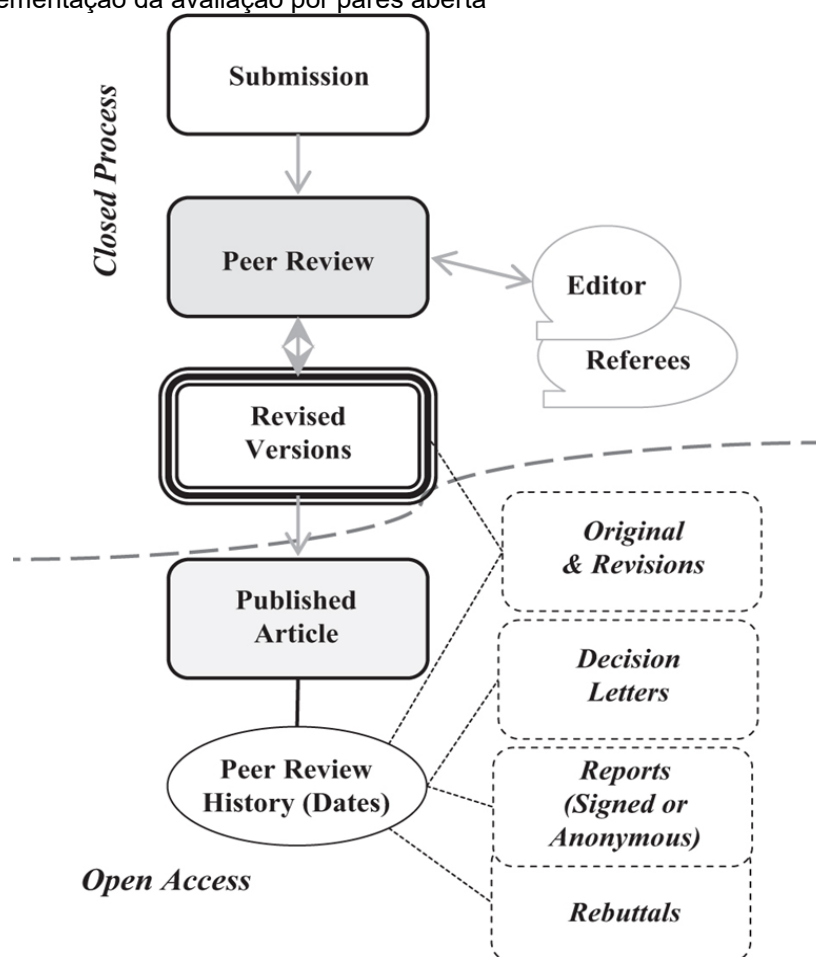 ementação da avaliação por pares aberta
Submission
Closed Process
Peer Review
Editor
Referees
Revised
Versions
Original
& Revisions
Published
Article
Decision
Letters
Peer Review
History (Dates)
Reports
(Signed or
Anonymous)
Open Access
Rebuttals